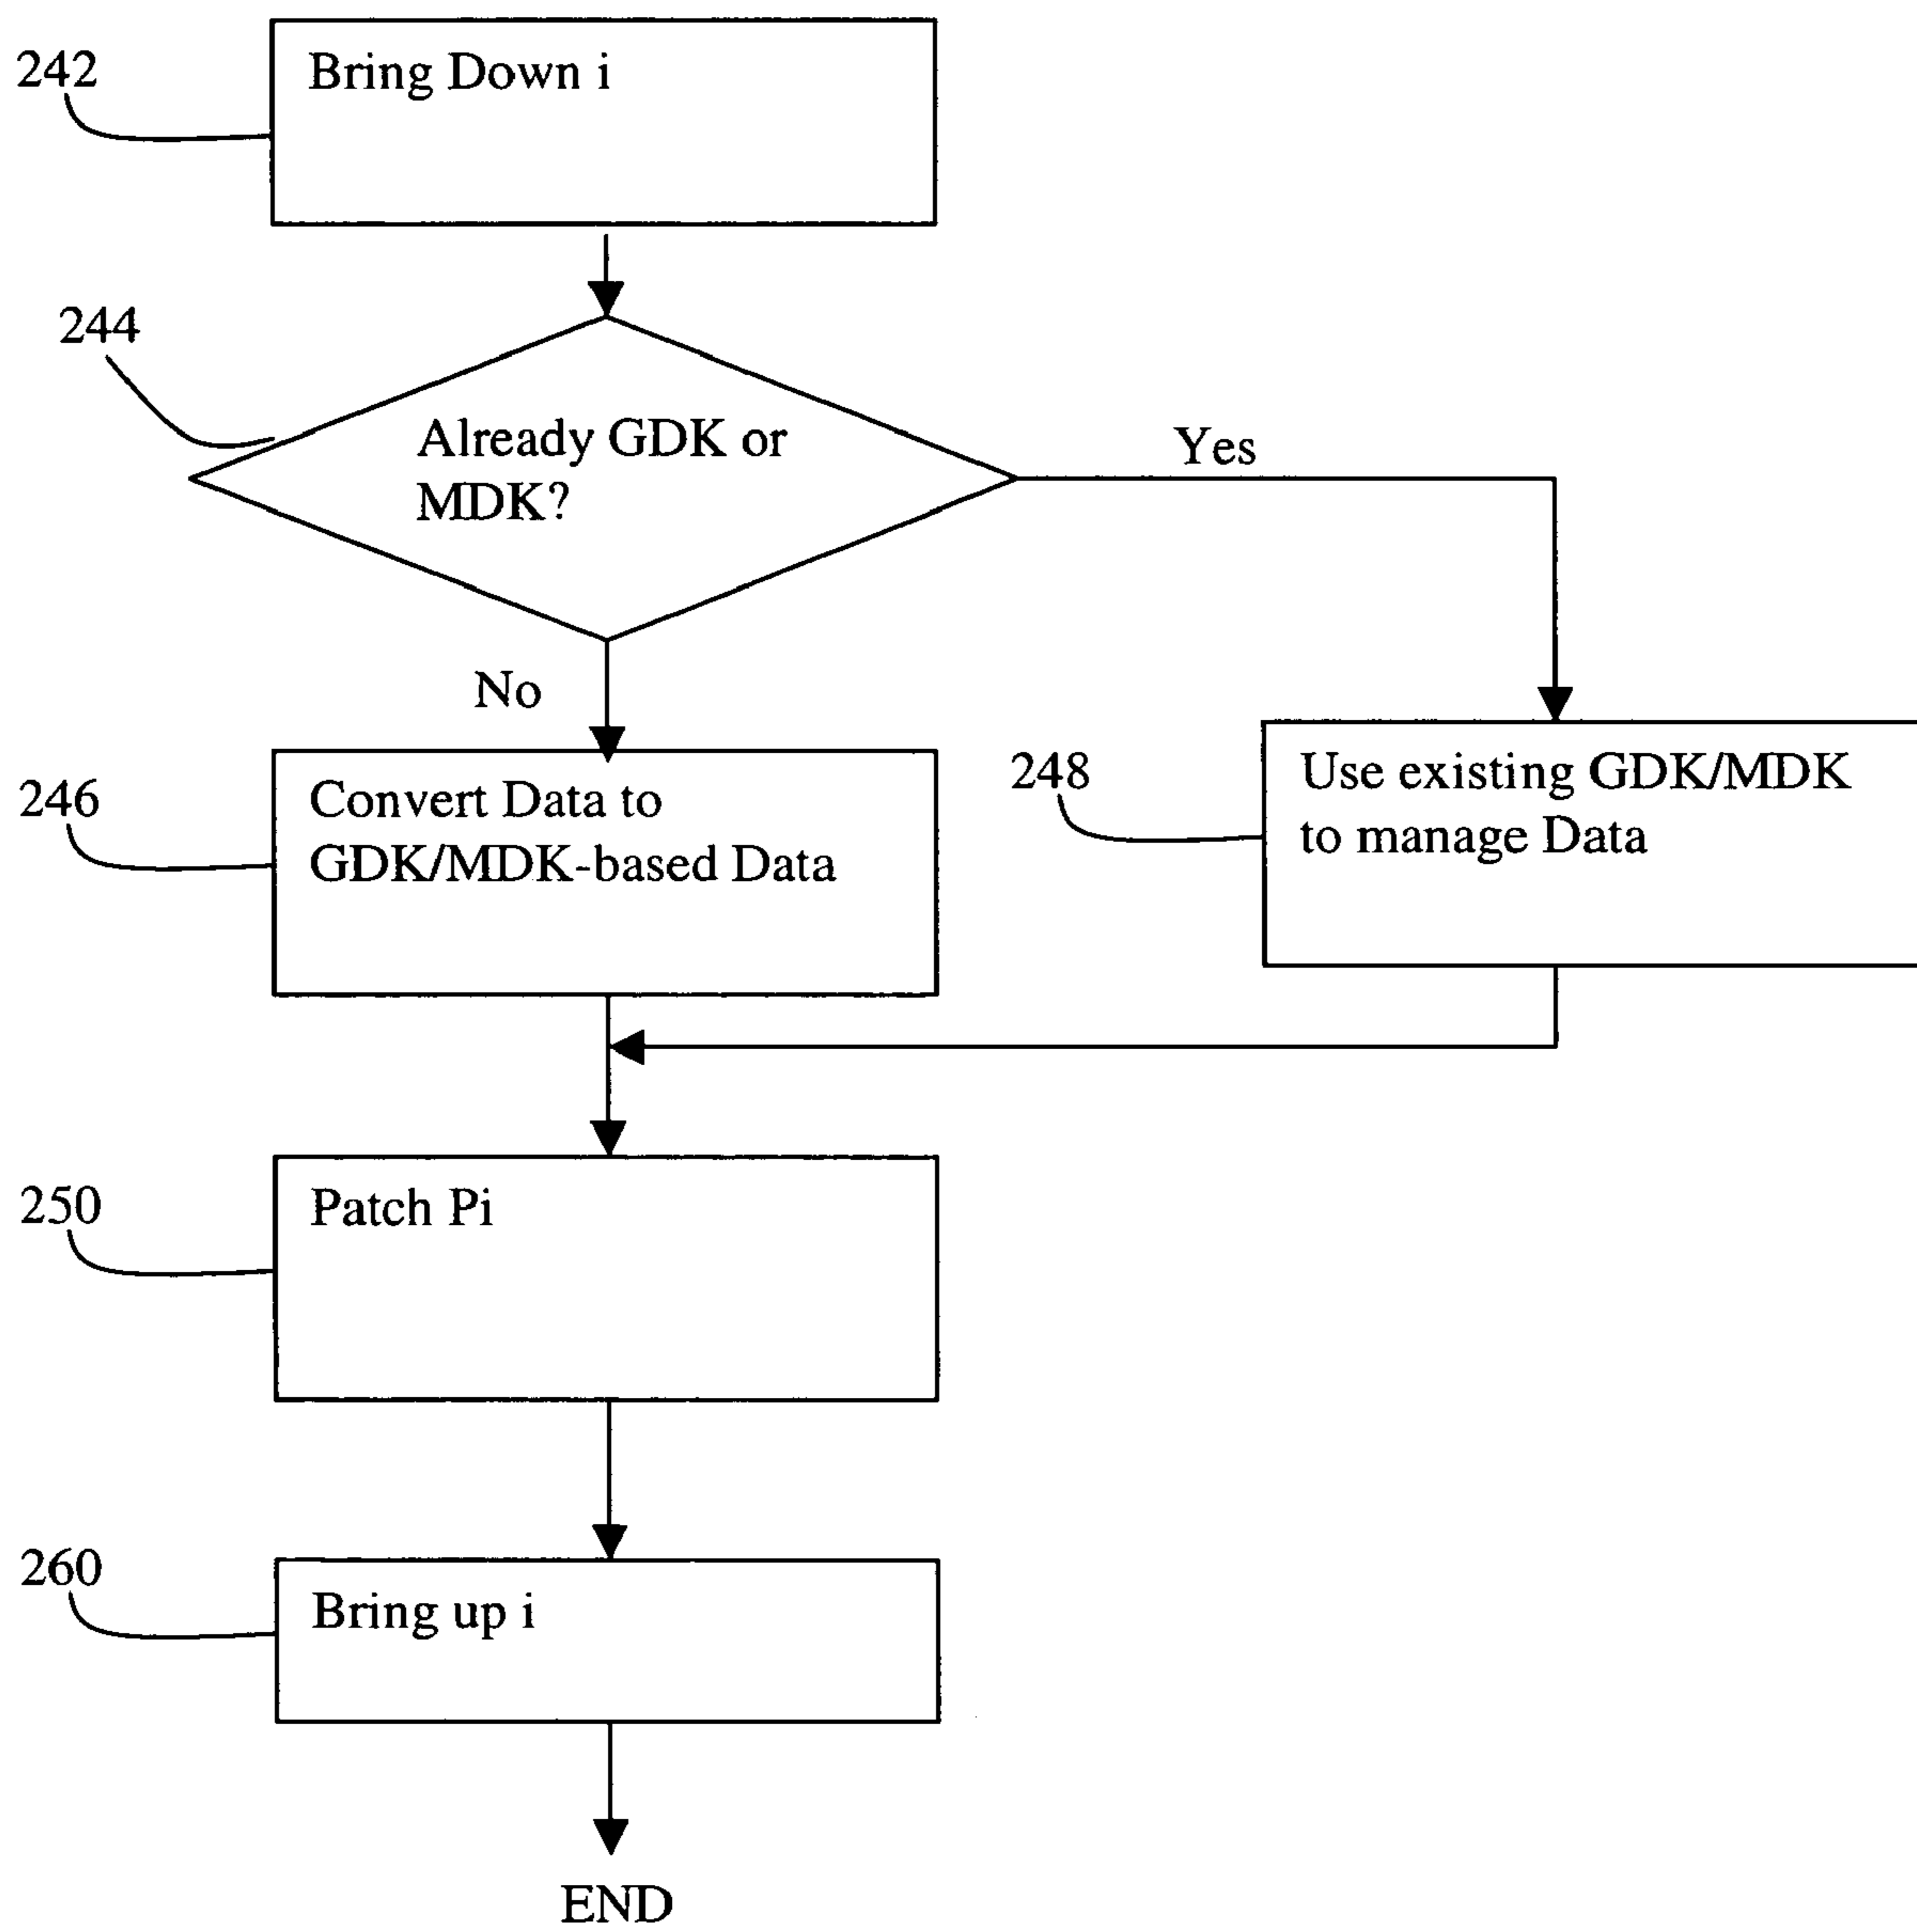 242
Bring Down i
244
Already GDK or
MDK?
Yes
No
246
Convert Data to
GDK/MDK-based Data
248
Use existing GDK/MDK
to manage Data
250
Patch Pi
260
Bring up i
END